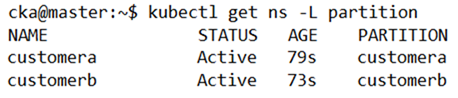 cka@master:~$ kubectl get ns -L partition
NAME STATUS AGE PARTITION
customera Active 79s customera
customerb Active 73s customerb